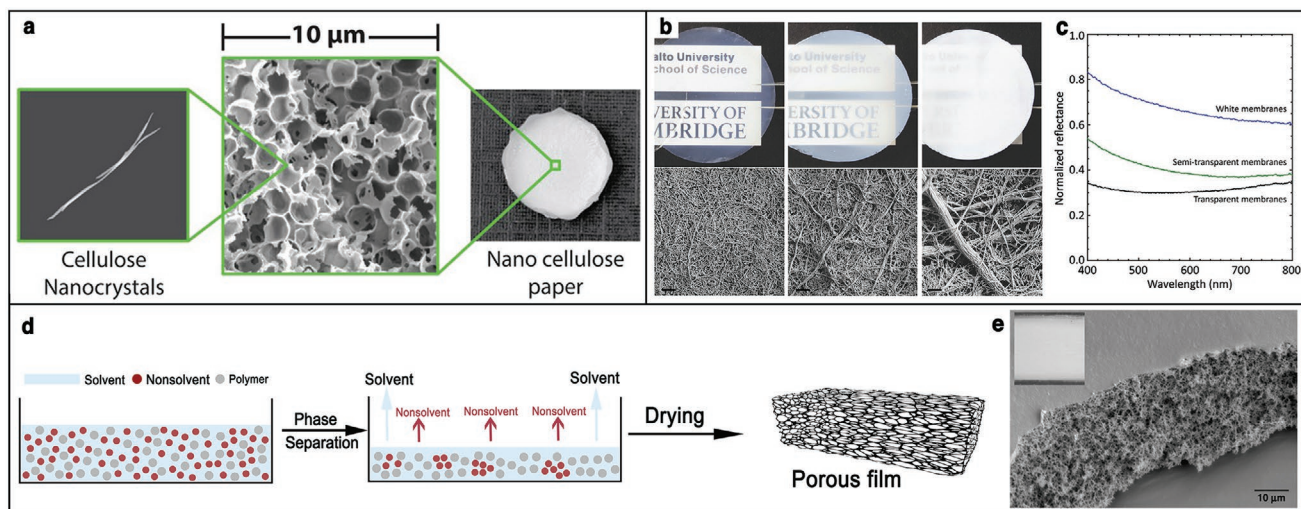 a
10 µm
Cellulose
Nanocrystals
Nano cellulose
paper
b
alto University
chool of Science
VERSITY OF
MBRIDGE
alto University
chool of Science
ERSITY OF
MBRIDGE
c
1.0
0.8
0.6
0.4
0.2
0.0
Normalized reflectance
White membranes
Semi-transparent membranes
Transparent membranes
400
500
600
700
800
Wavelength (nm)
d
Solvent
Nonsolvent
Polymer
Phase
Separation
Solvent
Solvent
Nonsolvent
Nonsolvent
Nonsolvent
Drying
Porous film
e
10 µm